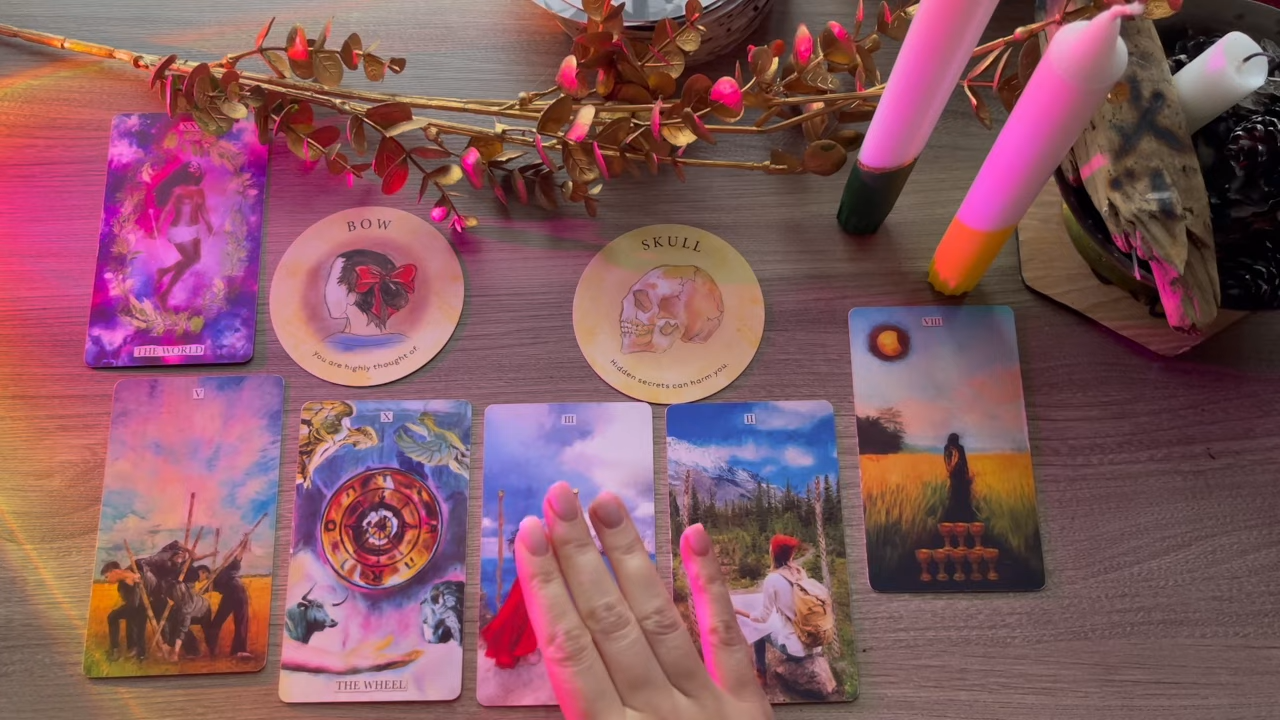 XXI
THE WORLD
BOW
You are highly thought of.
SKULL
Hidden secrets can harm you.
VIII
V
X
THE WHEEL
III
II